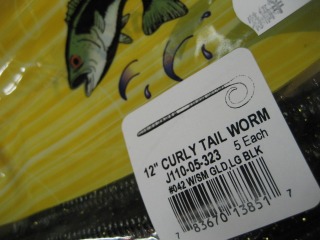 12" CURLY TAIL WORM
J110-05-323 5 Each
#042 W/SM GLD.LG BLK
7 83670 13851 7